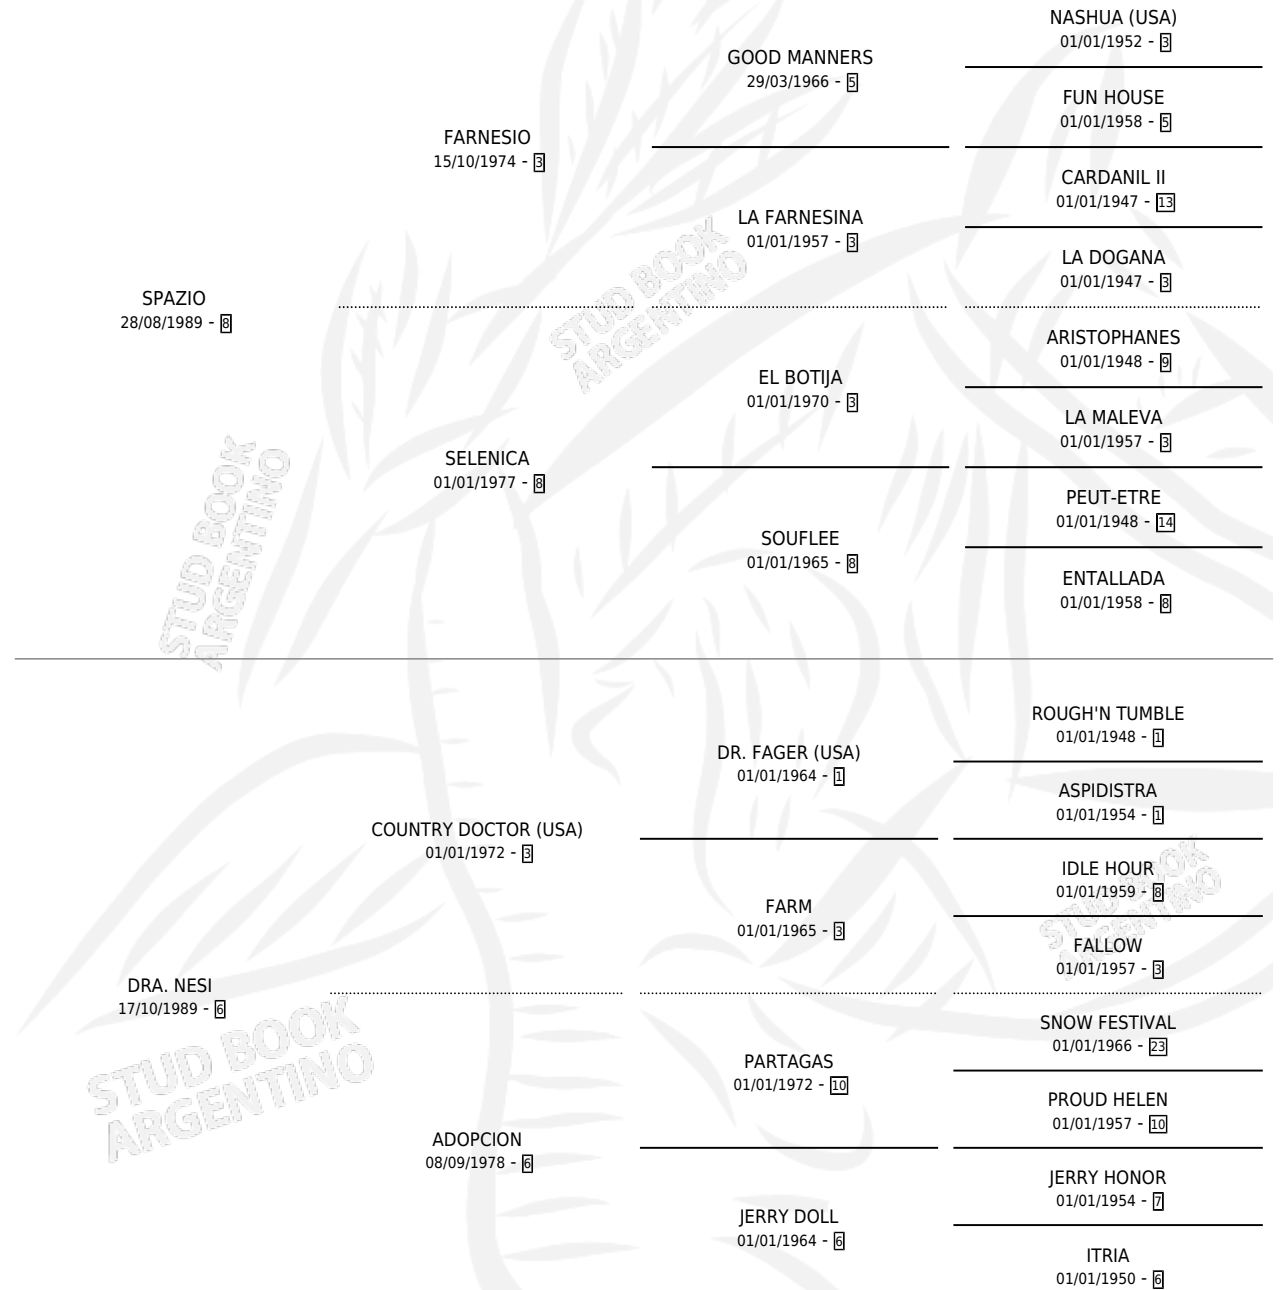 NASHUA (USA)
01/01/1952 - 3
GOOD MANNERS
29/03/1966 - 5
FUN HOUSE
01/01/1958 - 5
FARNESIO
15/10/1974 - 3
CARDANIL II
01/01/1947 - 13
LA FARNESINA
01/01/1957 - 3
LA DOGANA
01/01/1947 - 3
SPAZIO
28/08/1989 - 8
ARISTOPHANES
01/01/1948 - 9
EL BOTIJA
01/01/1970 - 3
LA MALEVA
01/01/1957 - 3
SELENICA
01/01/1977 - 8
PEUT-ETRE
01/01/1948 - 14
SOUFLEE
01/01/1965 - 8
ENTALLADA
01/01/1958 - 8
STUD BOOK
ARGENTINO
STUD BOOK
ARGENTINO
ROUGH'N TUMBLE
01/01/1948 - 1
DR. FAGER (USA)
01/01/1964 - 1
ASPIDISTRA
01/01/1954 - 1
COUNTRY DOCTOR (USA)
01/01/1972 - 3
IDLE HOUR
01/01/1959 - 8
FARM
01/01/1965 - 3
FALLOW
01/01/1957 - 3
DRA. NESI
17/10/1989 - 6
SNOW FESTIVAL
01/01/1966 - 23
PARTAGAS
01/01/1972 - 10
PROUD HELEN
01/01/1957 - 10
ADOPCION
08/09/1978 - 6
JERRY HONOR
01/01/1954 - 7
JERRY DOLL
01/01/1964 - 6
ITRIA
01/01/1950 - 6
STUD BOOK
ARGENTINO
STUD BOOK
ARGENTINO